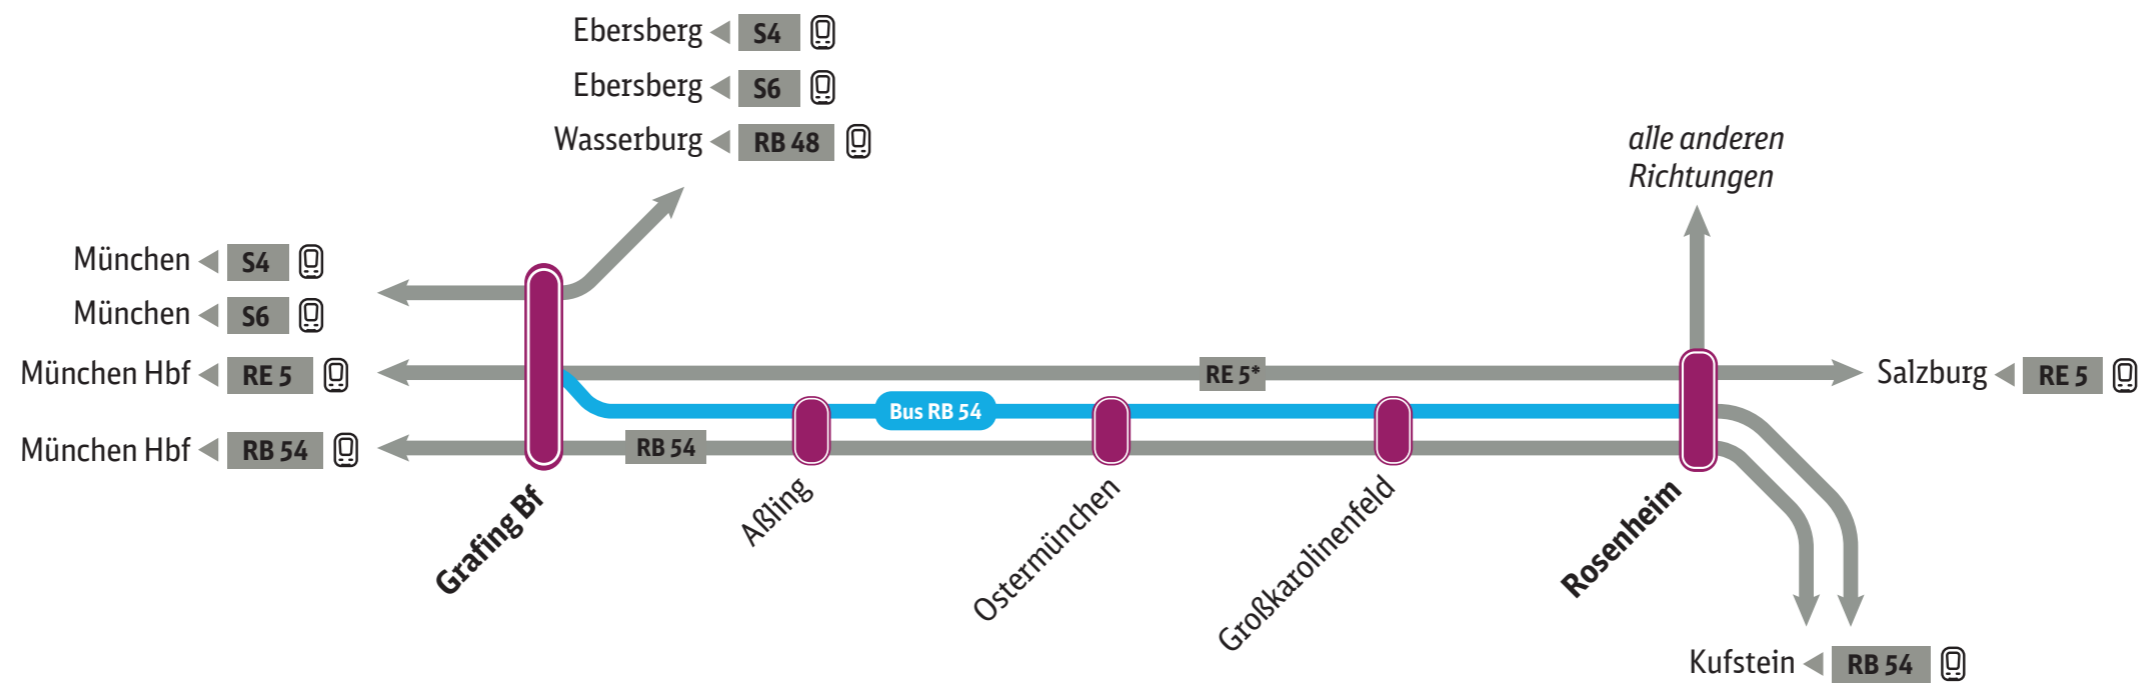 Ebersberg S4
Ebersberg S6
Wasserburg RB 48
alle anderen
Richtungen
München S4
München S6
München Hbf RE 5
RE 5*
Salzburg RE 5
Bus RB 54
München Hbf RB 54
RB 54
Grafing Bf
Aßling
Ostermünchen
Großkarolinenfeld
Rosenheim
Kufstein RB 54